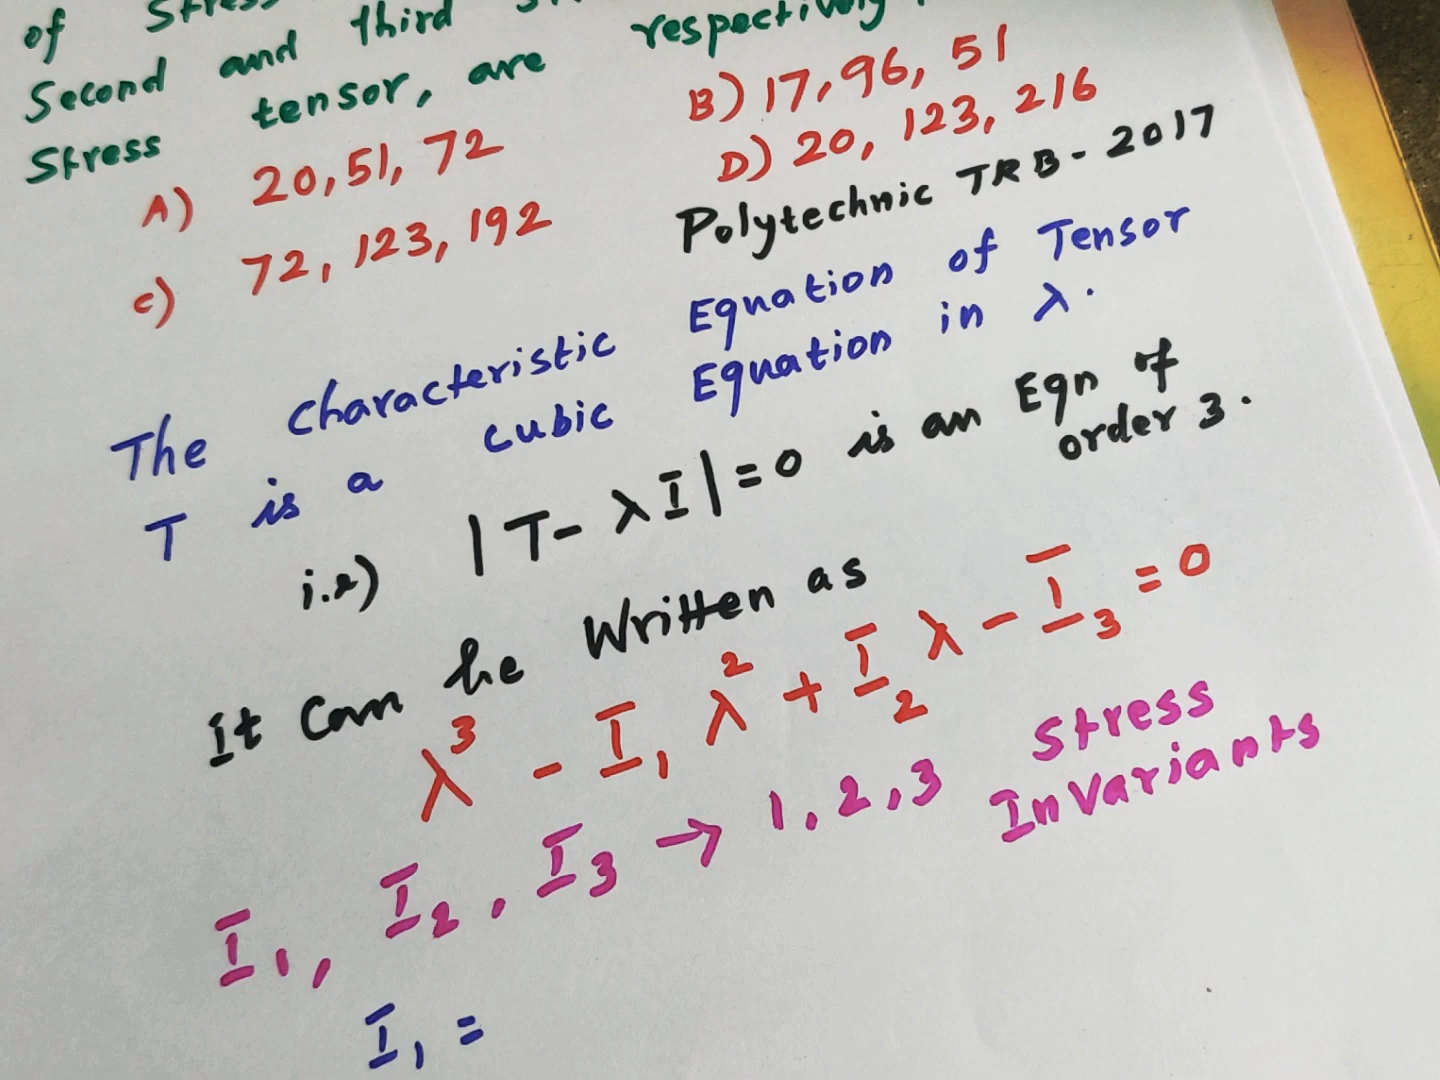 of Stress
Second and third
Stress tensor, are respectively
A) 20, 51, 72 B) 17, 96, 51
C) 72, 123, 192 D) 20, 123, 216
Polytechnic TRB - 2017
The characteristic Equation of Tensor
T is a cubic Equation in λ.
i.e) |T - λI| = 0 is an Eqn of
order 3.
It Can be Written as
λ³ - I₁ λ² + I₂ λ - I₃ = 0
I₁, I₂, I₃ → 1, 2, 3 Stress
Invariants
I₁ =